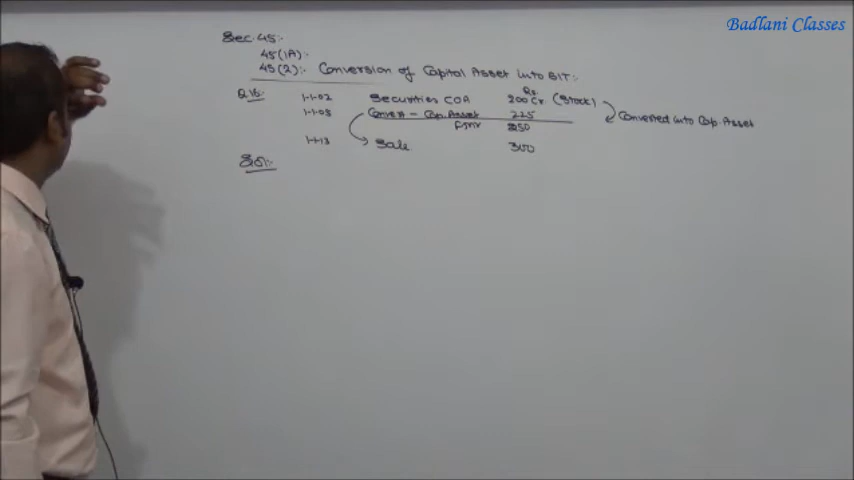 Badlani Classes
Sec. 45:-
45(1A):-
45(2):- Conversion of Capital Asset into SIT:-
Q.15:- 1-1-02 Securities COA Rs. 200 Cr. (Stock)
1-1-05 Convert - Cap. Asset 225 Converted into Cap. Asset
FMV 250
1-1-13 Sale 300
Sol:-